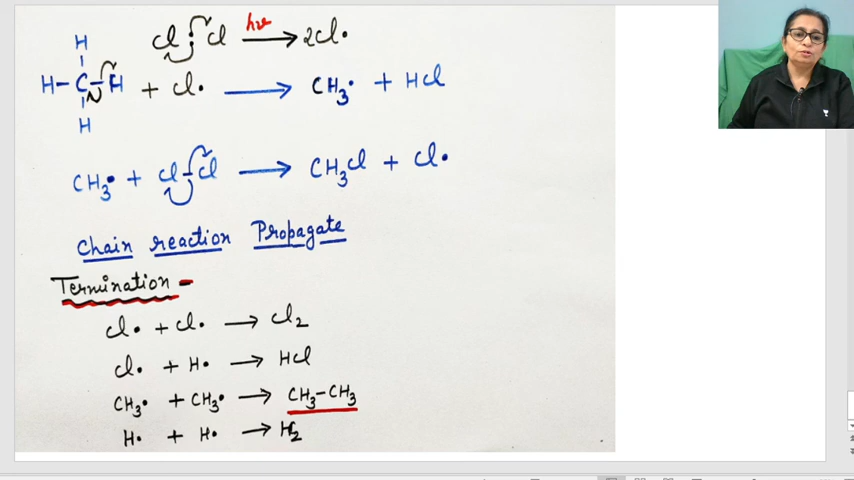 Cl : Cl hν → 2Cl•
H
H–C–H + Cl• → CH₃• + HCl
H
CH₃• + Cl–Cl → CH₃Cl + Cl•
Chain reaction Propagate
Termination -
Cl• + Cl• → Cl₂
Cl• + H• → HCl
CH₃• + CH₃• → CH₃–CH₃
H• + H• → H₂